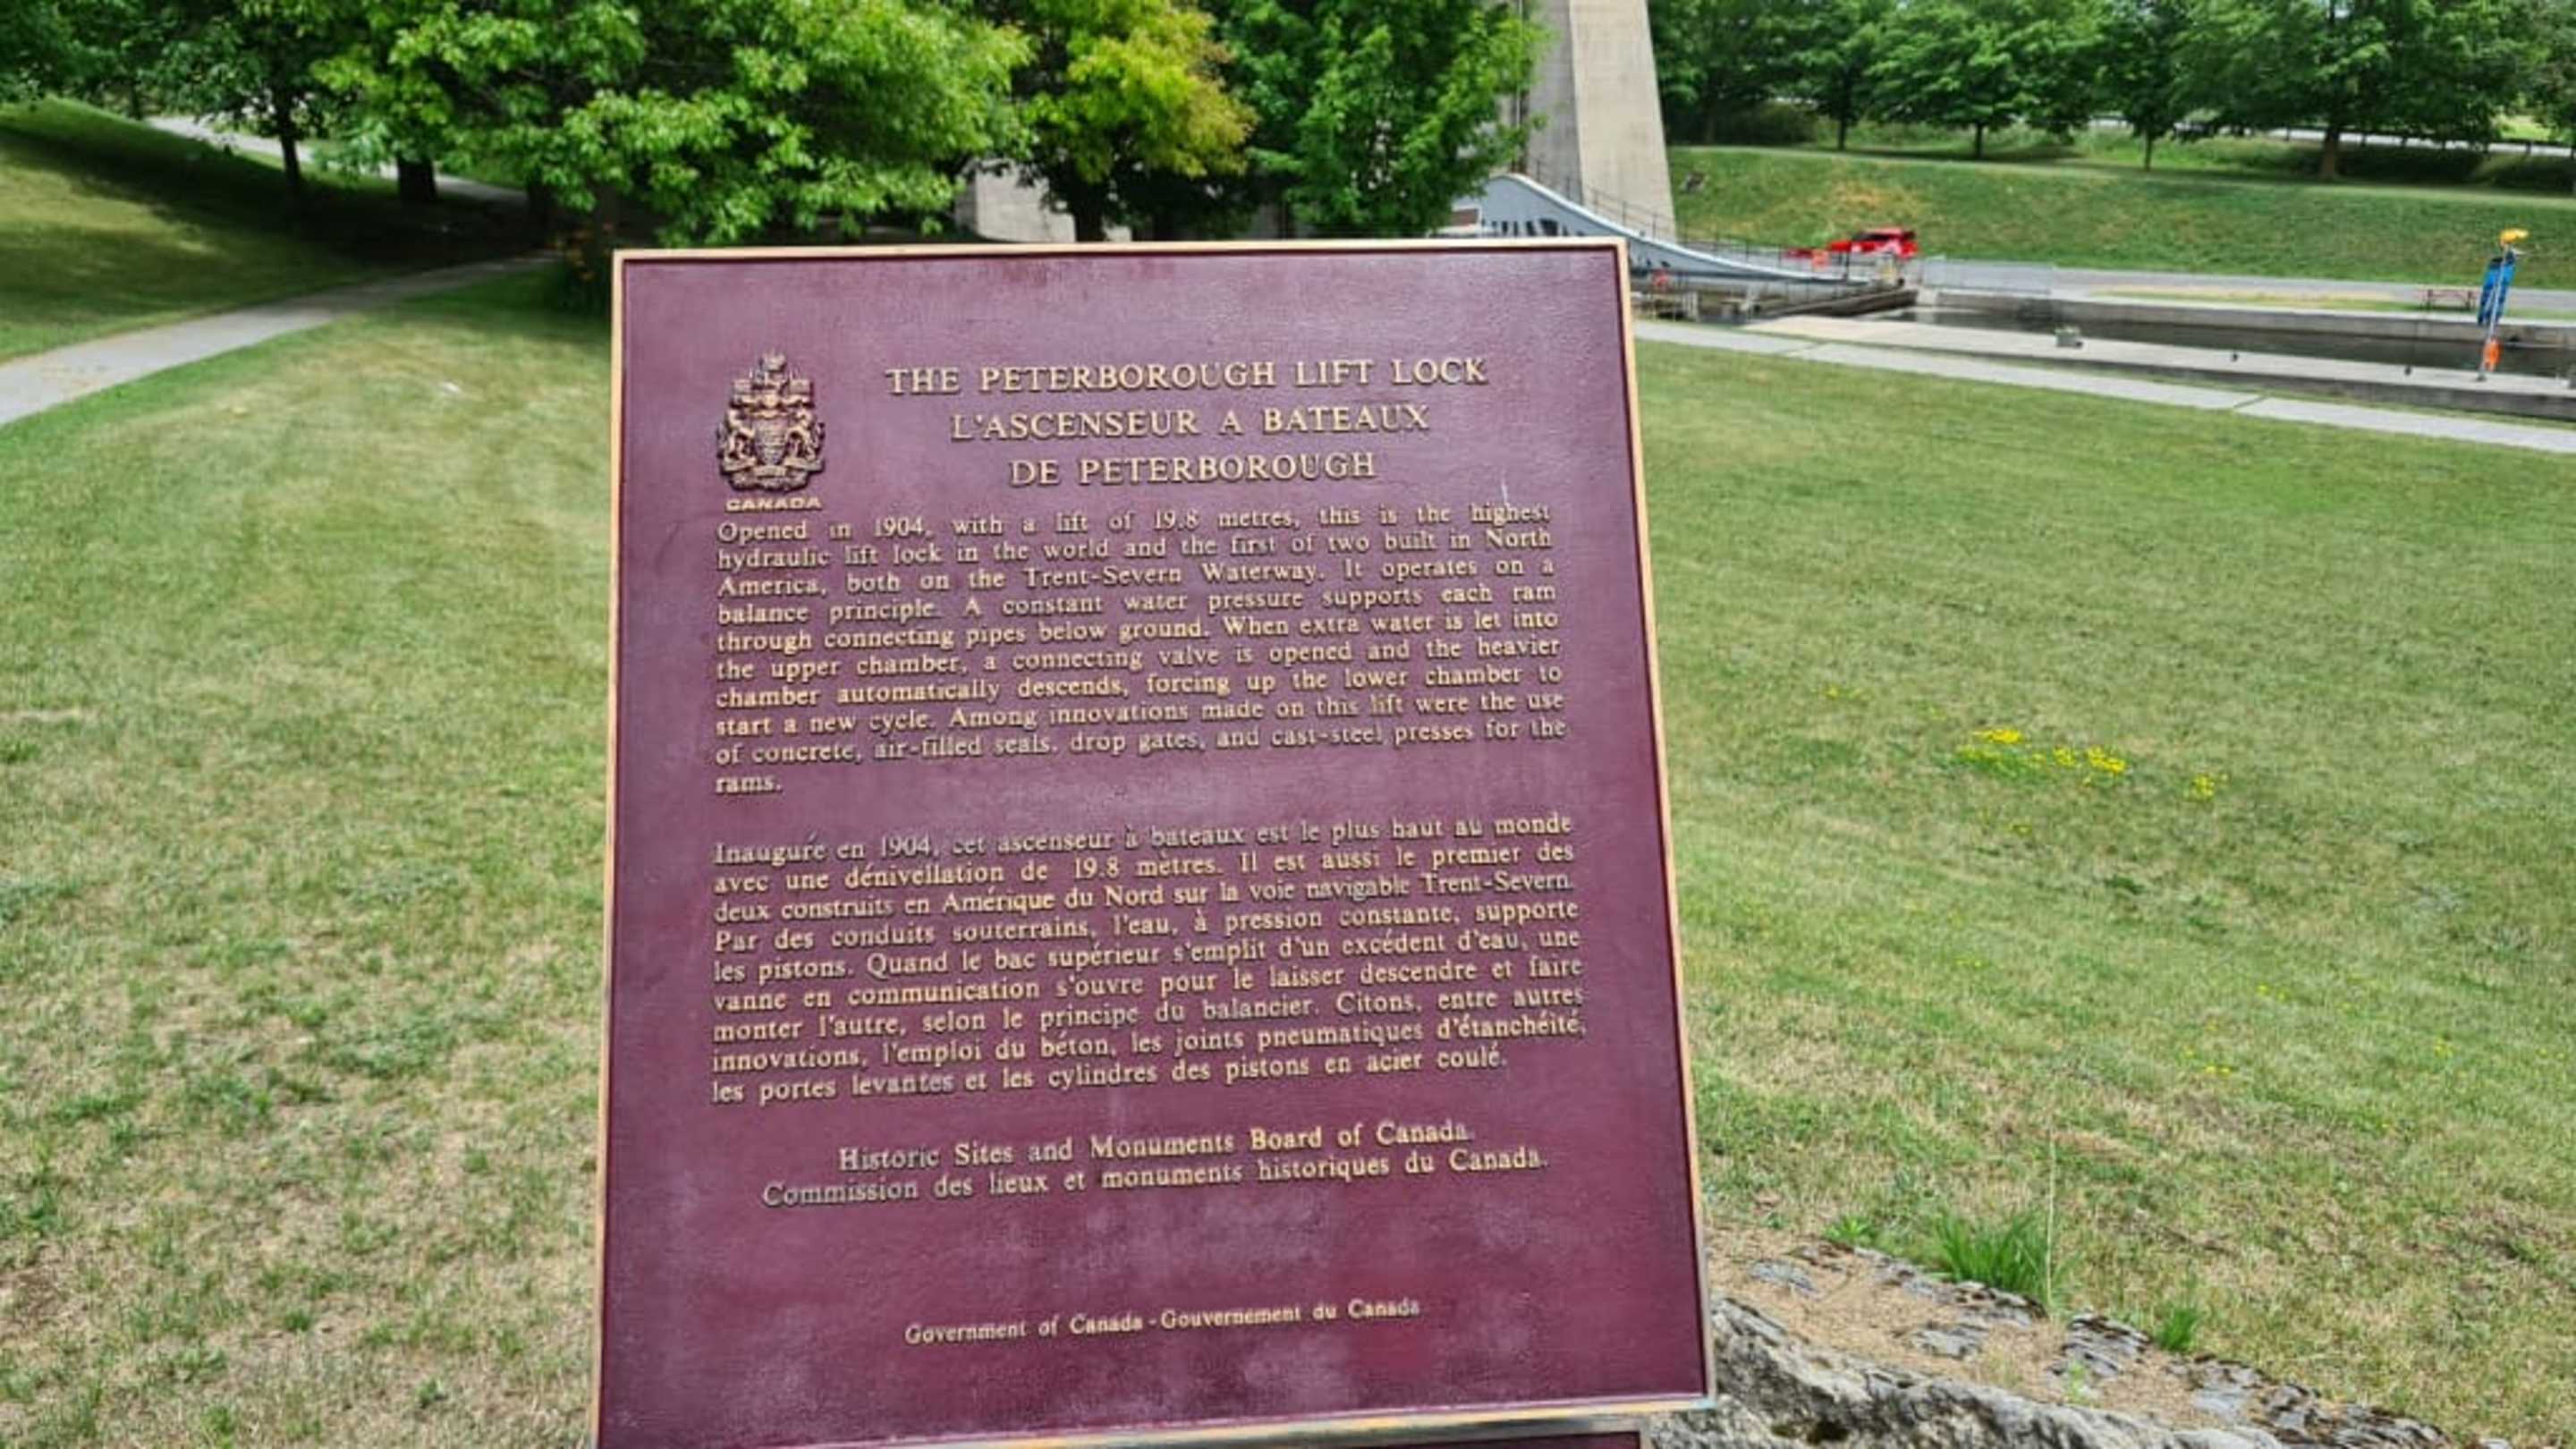 THE PETERBOROUGH LIFT LOCK
L'ASCENSEUR A BATEAUX
DE PETERBOROUGH
CANADA
Opened in 1904, with a lift of 19.8 metres, this is the highest
hydraulic lift lock in the world and the first of two built in North
America, both on the Trent-Severn Waterway. It operates on a
balance principle. A constant water pressure supports each ram
through connecting pipes below ground. When extra water is let into
the upper chamber, a connecting valve is opened and the heavier
chamber automatically descends, forcing up the lower chamber to
start a new cycle. Among innovations made on this lift were the use
of concrete, air-filled seals, drop gates, and cast-steel presses for the
rams.
Inauguré en 1904, cet ascenseur à bateaux est le plus haut au monde
avec une dénivellation de 19.8 mètres. Il est aussi le premier des
deux construits en Amérique du Nord sur la voie navigable Trent-Severn.
Par des conduits souterrains, l'eau, à pression constante, supporte
les pistons. Quand le bac supérieur s'emplit d'un excédent d'eau, une
vanne en communication s'ouvre pour le laisser descendre et faire
monter l'autre, selon le principe du balancier. Citons, entre autres
innovations, l'emploi du béton, les joints pneumatiques d'étanchéité,
les portes levantes et les cylindres des pistons en acier coulé.
Historic Sites and Monuments Board of Canada.
Commission des lieux et monuments historiques du Canada.
Government of Canada - Gouvernement du Canada